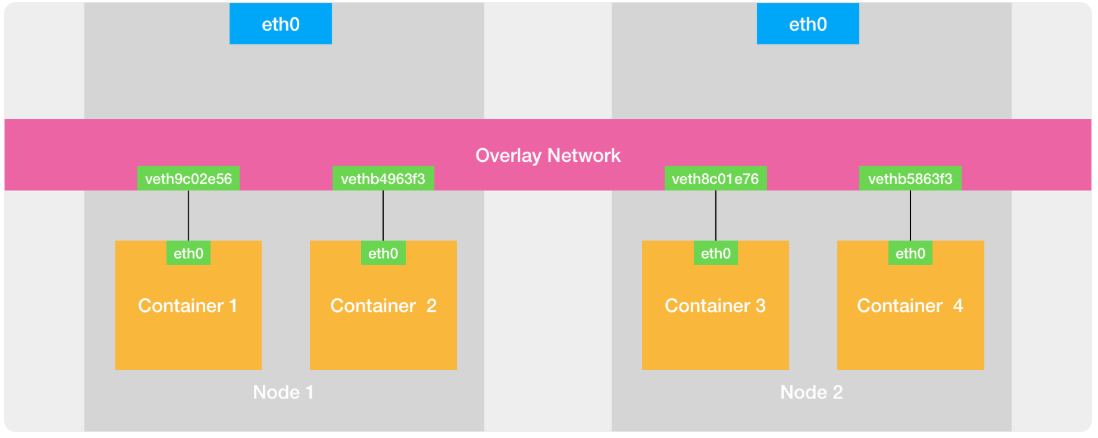 eth0
eth0
Overlay Network
veth9c02e56
vethb4963f3
veth8c01e76
vethb5863f3
eth0
eth0
eth0
eth0
Container 1
Container 2
Container 3
Container 4
Node 1
Node 2